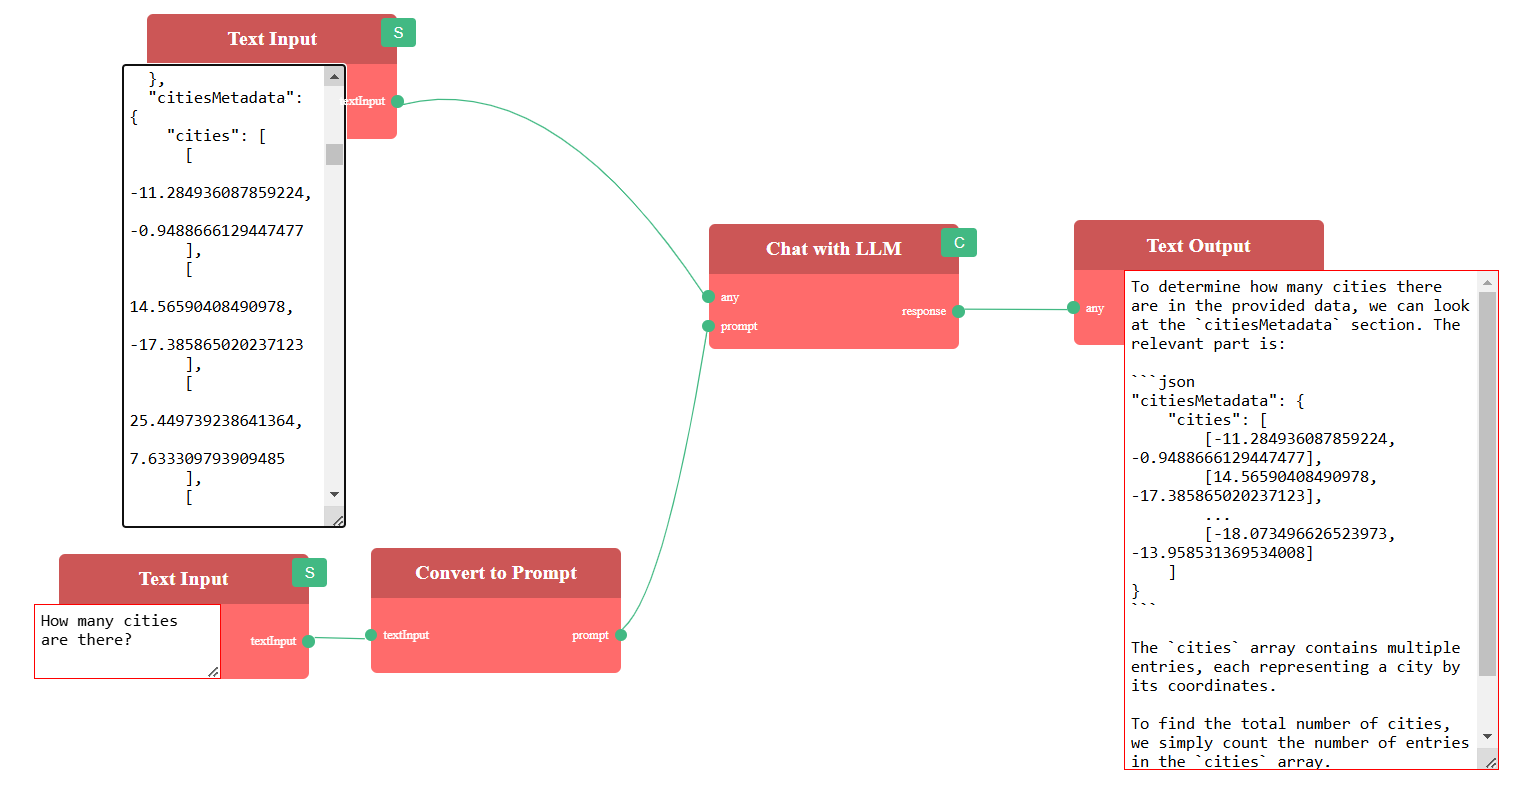 Text Input
S
},
"citiesMetadata":
{
"cities": [
[
-11.284936087859224,
-0.9488666129447477
],
[
14.56590408490978,
-17.385865020237123
],
[
25.449739238641364,
7.633309793909485
],
[
textInput
Text Input
S
How many cities
are there?
textInput
Convert to Prompt
textInput
prompt
Chat with LLM
C
any
prompt
response
Text Output
any
To determine how many cities there
are in the provided data, we can look
at the `citiesMetadata` section. The
relevant part is:
```json
"citiesMetadata": {
"cities": [
[-11.284936087859224,
-0.9488666129447477],
[14.56590408490978,
-17.385865020237123],
...
[-18.073496626523973,
-13.958531369534008]
]
}
```
The `cities` array contains multiple
entries, each representing a city by
its coordinates.
To find the total number of cities,
we simply count the number of entries
in the `cities` array.